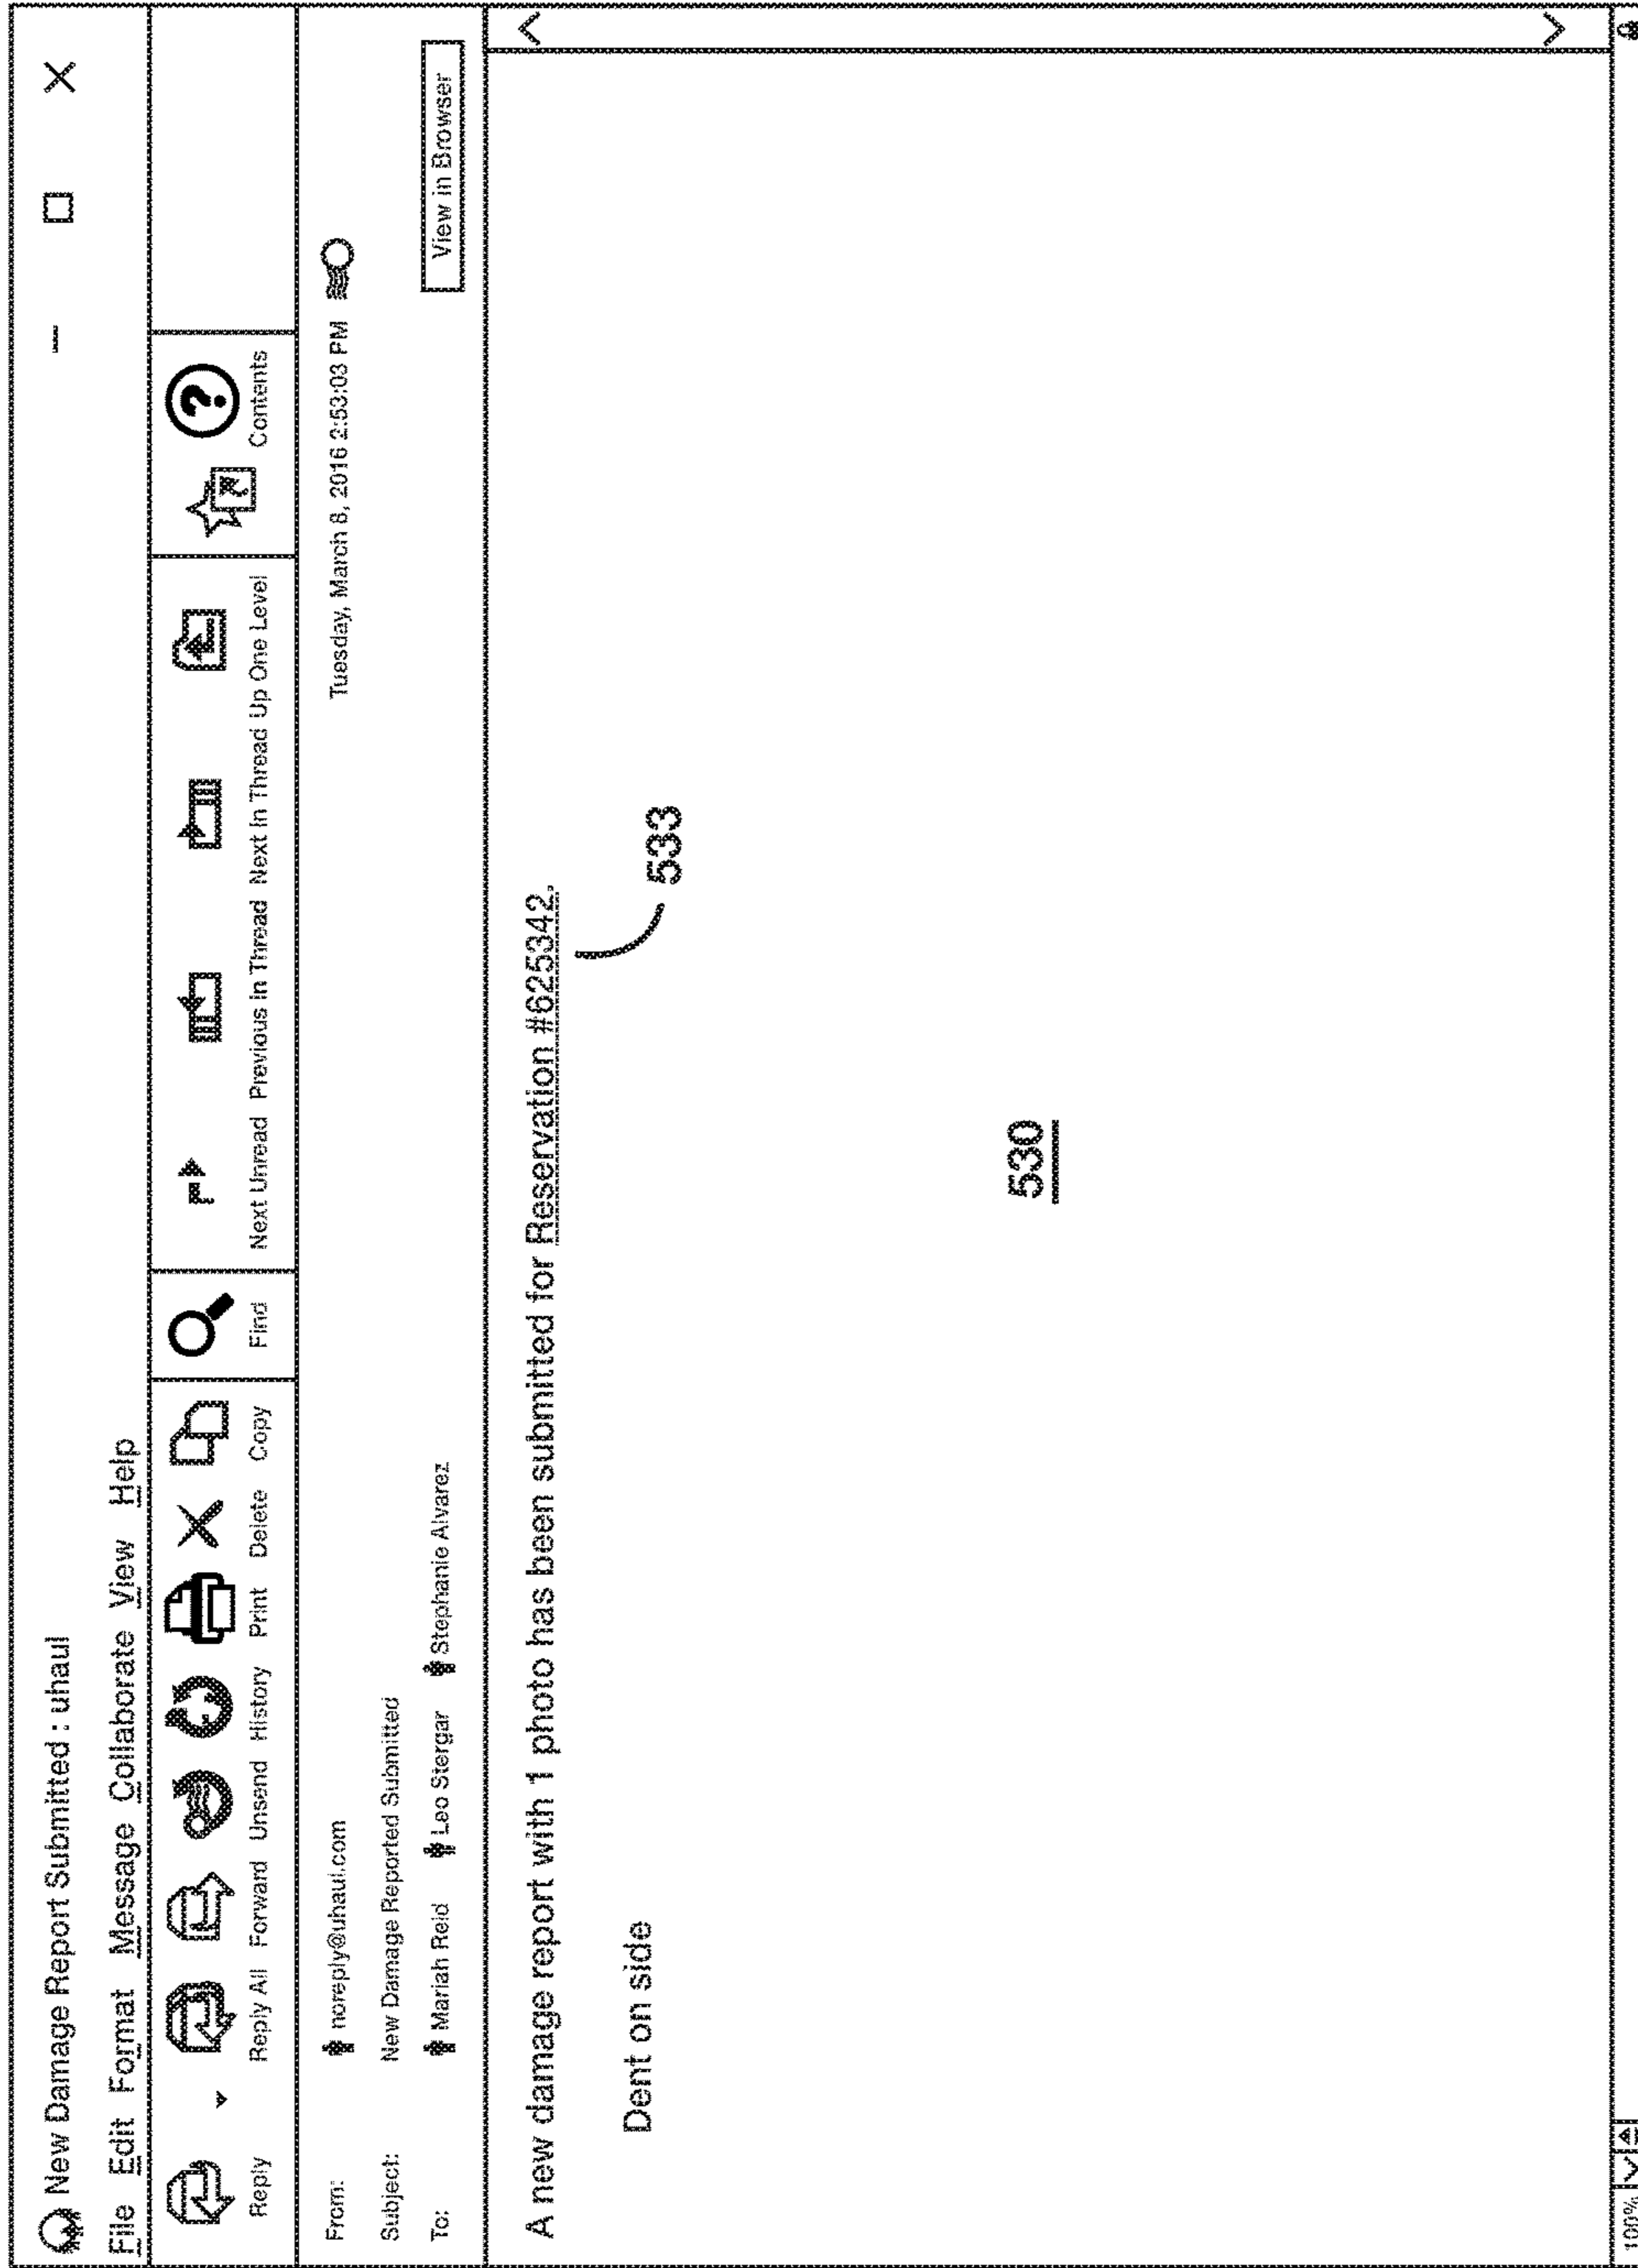 New Damage Report Submitted : uhaul
File Edit Format Message Collaborate View Help
Reply Reply All Forward Unsend History Print Delete Copy Find Next Unread Previous in Thread Next in Thread Up One Level Contents
From: noreply@uhaul.com Tuesday, March 8, 2016 2:53:03 PM
Subject: New Damage Reported Submitted
To: Mariah Reid Leo Stergar Stephanie Alvarez View in Browser
A new damage report with 1 photo has been submitted for Reservation #625342.
533
Dent on side
530
100%